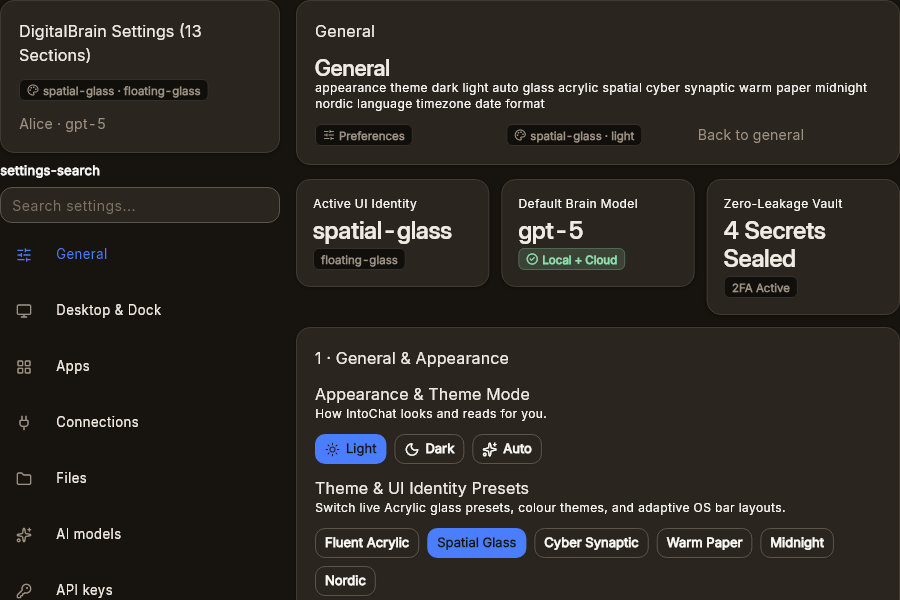 DigitalBrain Settings (13
Sections)
spatial-glass · floating-glass
Alice · gpt-5
settings-search
Search settings...
General
Desktop & Dock
Apps
Connections
Files
AI models
API keys
General
General
appearance theme dark light auto glass acrylic spatial cyber synaptic warm paper midnight
nordic language timezone date format
Preferences
spatial-glass · light
Back to general
Active UI Identity
spatial-glass
floating-glass
Default Brain Model
gpt-5
Local + Cloud
Zero-Leakage Vault
4 Secrets
Sealed
2FA Active
1 · General & Appearance
Appearance & Theme Mode
How IntoChat looks and reads for you.
Light
Dark
Auto
Theme & UI Identity Presets
Switch live Acrylic glass presets, colour themes, and adaptive OS bar layouts.
Fluent Acrylic
Spatial Glass
Cyber Synaptic
Warm Paper
Midnight
Nordic